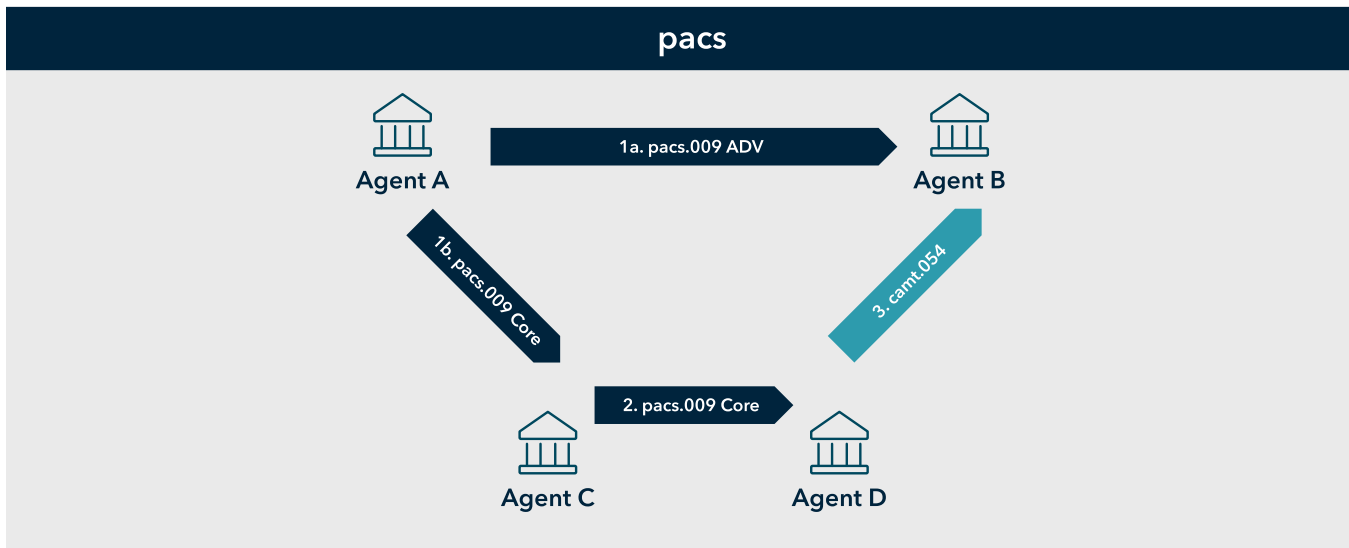 pacs
Agent A
1a. pacs.009 ADV
Agent B
1b. pacs.009 Core
3. camt.054
2. pacs.009 Core
Agent C
Agent D